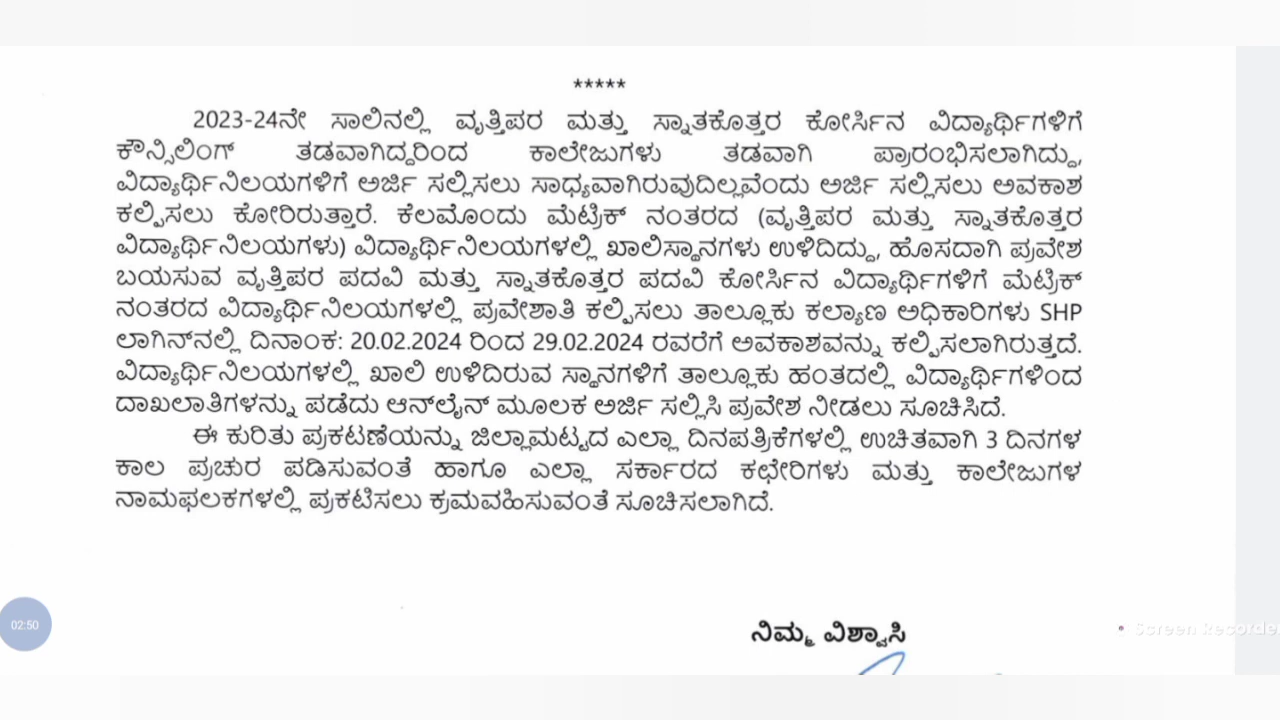 *****
2023-24ನೇ ಸಾಲಿನಲ್ಲಿ ವೃತ್ತಿಪರ ಮತ್ತು ಸ್ನಾತಕೊತ್ತರ ಕೋರ್ಸಿನ ವಿದ್ಯಾರ್ಥಿಗಳಿಗೆ
ಕೌನ್ಸಿಲಿಂಗ್ ತಡವಾಗಿದ್ದರಿಂದ ಕಾಲೇಜುಗಳು ತಡವಾಗಿ ಪ್ರಾರಂಭಿಸಲಾಗಿದ್ದು,
ವಿದ್ಯಾರ್ಥಿನಿಲಯಗಳಿಗೆ ಅರ್ಜಿ ಸಲ್ಲಿಸಲು ಸಾಧ್ಯವಾಗಿರುವುದಿಲ್ಲವೆಂದು ಅರ್ಜಿ ಸಲ್ಲಿಸಲು ಅವಕಾಶ
ಕಲ್ಪಿಸಲು ಕೋರಿರುತ್ತಾರೆ. ಕೆಲಮೊಂದು ಮೆಟ್ರಿಕ್ ನಂತರದ (ವೃತ್ತಿಪರ ಮತ್ತು ಸ್ನಾತಕೊತ್ತರ
ವಿದ್ಯಾರ್ಥಿನಿಲಯಗಳು) ವಿದ್ಯಾರ್ಥಿನಿಲಯಗಳಲ್ಲಿ ಖಾಲಿಸ್ಥಾನಗಳು ಉಳಿದಿದ್ದು, ಹೊಸದಾಗಿ ಪ್ರವೇಶ
ಬಯಸುವ ವೃತ್ತಿಪರ ಪದವಿ ಮತ್ತು ಸ್ನಾತಕೊತ್ತರ ಪದವಿ ಕೋರ್ಸಿನ ವಿದ್ಯಾರ್ಥಿಗಳಿಗೆ ಮೆಟ್ರಿಕ್
ನಂತರದ ವಿದ್ಯಾರ್ಥಿನಿಲಯಗಳಲ್ಲಿ ಪ್ರವೇಶಾತಿ ಕಲ್ಪಿಸಲು ತಾಲ್ಲೂಕು ಕಲ್ಯಾಣ ಅಧಿಕಾರಿಗಳು SHP
ಲಾಗಿನ್‌ನಲ್ಲಿ ದಿನಾಂಕ: 20.02.2024 ರಿಂದ 29.02.2024 ರವರೆಗೆ ಅವಕಾಶವನ್ನು ಕಲ್ಪಿಸಲಾಗಿರುತ್ತದೆ.
ವಿದ್ಯಾರ್ಥಿನಿಲಯಗಳಲ್ಲಿ ಖಾಲಿ ಉಳಿದಿರುವ ಸ್ಥಾನಗಳಿಗೆ ತಾಲ್ಲೂಕು ಹಂತದಲ್ಲಿ ವಿದ್ಯಾರ್ಥಿಗಳಿಂದ
ದಾಖಲಾತಿಗಳನ್ನು ಪಡೆದು ಆನ್‌ಲೈನ್ ಮೂಲಕ ಅರ್ಜಿ ಸಲ್ಲಿಸಿ ಪ್ರವೇಶ ನೀಡಲು ಸೂಚಿಸಿದೆ.
ಈ ಕುರಿತು ಪ್ರಕಟಣೆಯನ್ನು ಜಿಲ್ಲಾಮಟ್ಟದ ಎಲ್ಲಾ ದಿನಪತ್ರಿಕೆಗಳಲ್ಲಿ ಉಚಿತವಾಗಿ 3 ದಿನಗಳ
ಕಾಲ ಪ್ರಚುರ ಪಡಿಸುವಂತೆ ಹಾಗೂ ಎಲ್ಲಾ ಸರ್ಕಾರದ ಕಛೇರಿಗಳು ಮತ್ತು ಕಾಲೇಜುಗಳ
ನಾಮಫಲಕಗಳಲ್ಲಿ ಪ್ರಕಟಿಸಲು ಕ್ರಮವಹಿಸುವಂತೆ ಸೂಚಿಸಲಾಗಿದೆ.
02:50
ನಿಮ್ಮ ವಿಶ್ವಾಸಿ
Screen Recorder